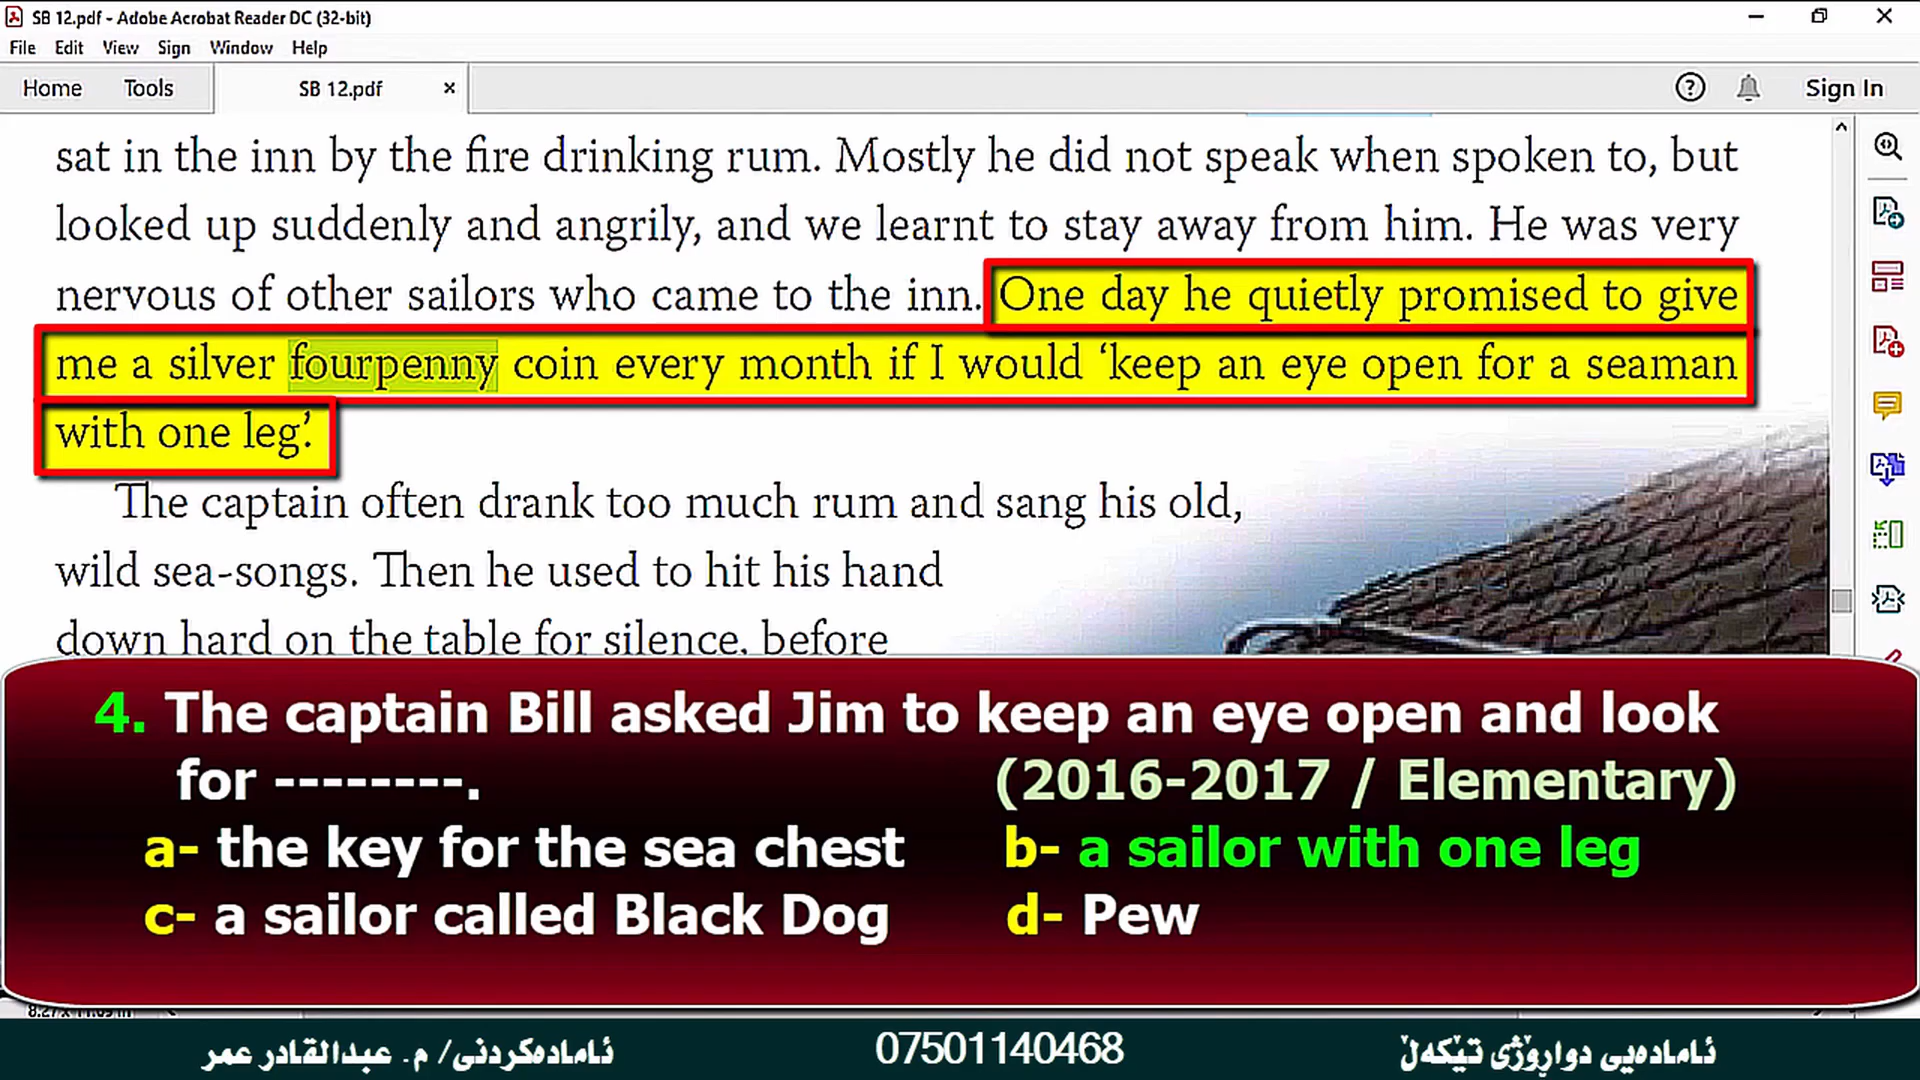 SB 12.pdf - Adobe Acrobat Reader DC (32-bit)
File Edit View Sign Window Help
Home Tools SB 12.pdf × Sign In
sat in the inn by the fire drinking rum. Mostly he did not speak when spoken to, but
looked up suddenly and angrily, and we learnt to stay away from him. He was very
nervous of other sailors who came to the inn. One day he quietly promised to give
me a silver fourpenny coin every month if I would ‘keep an eye open for a seaman
with one leg’.
The captain often drank too much rum and sang his old,
wild sea-songs. Then he used to hit his hand
down hard on the table for silence, before
4. The captain Bill asked Jim to keep an eye open and look
for --------. (2016-2017 / Elementary)
a- the key for the sea chest b- a sailor with one leg
c- a sailor called Black Dog d- Pew
ئامادەیی دواڕۆژی تێکەڵ 07501140468 ئامادەکردنی/ م. عبدالقادر عمر